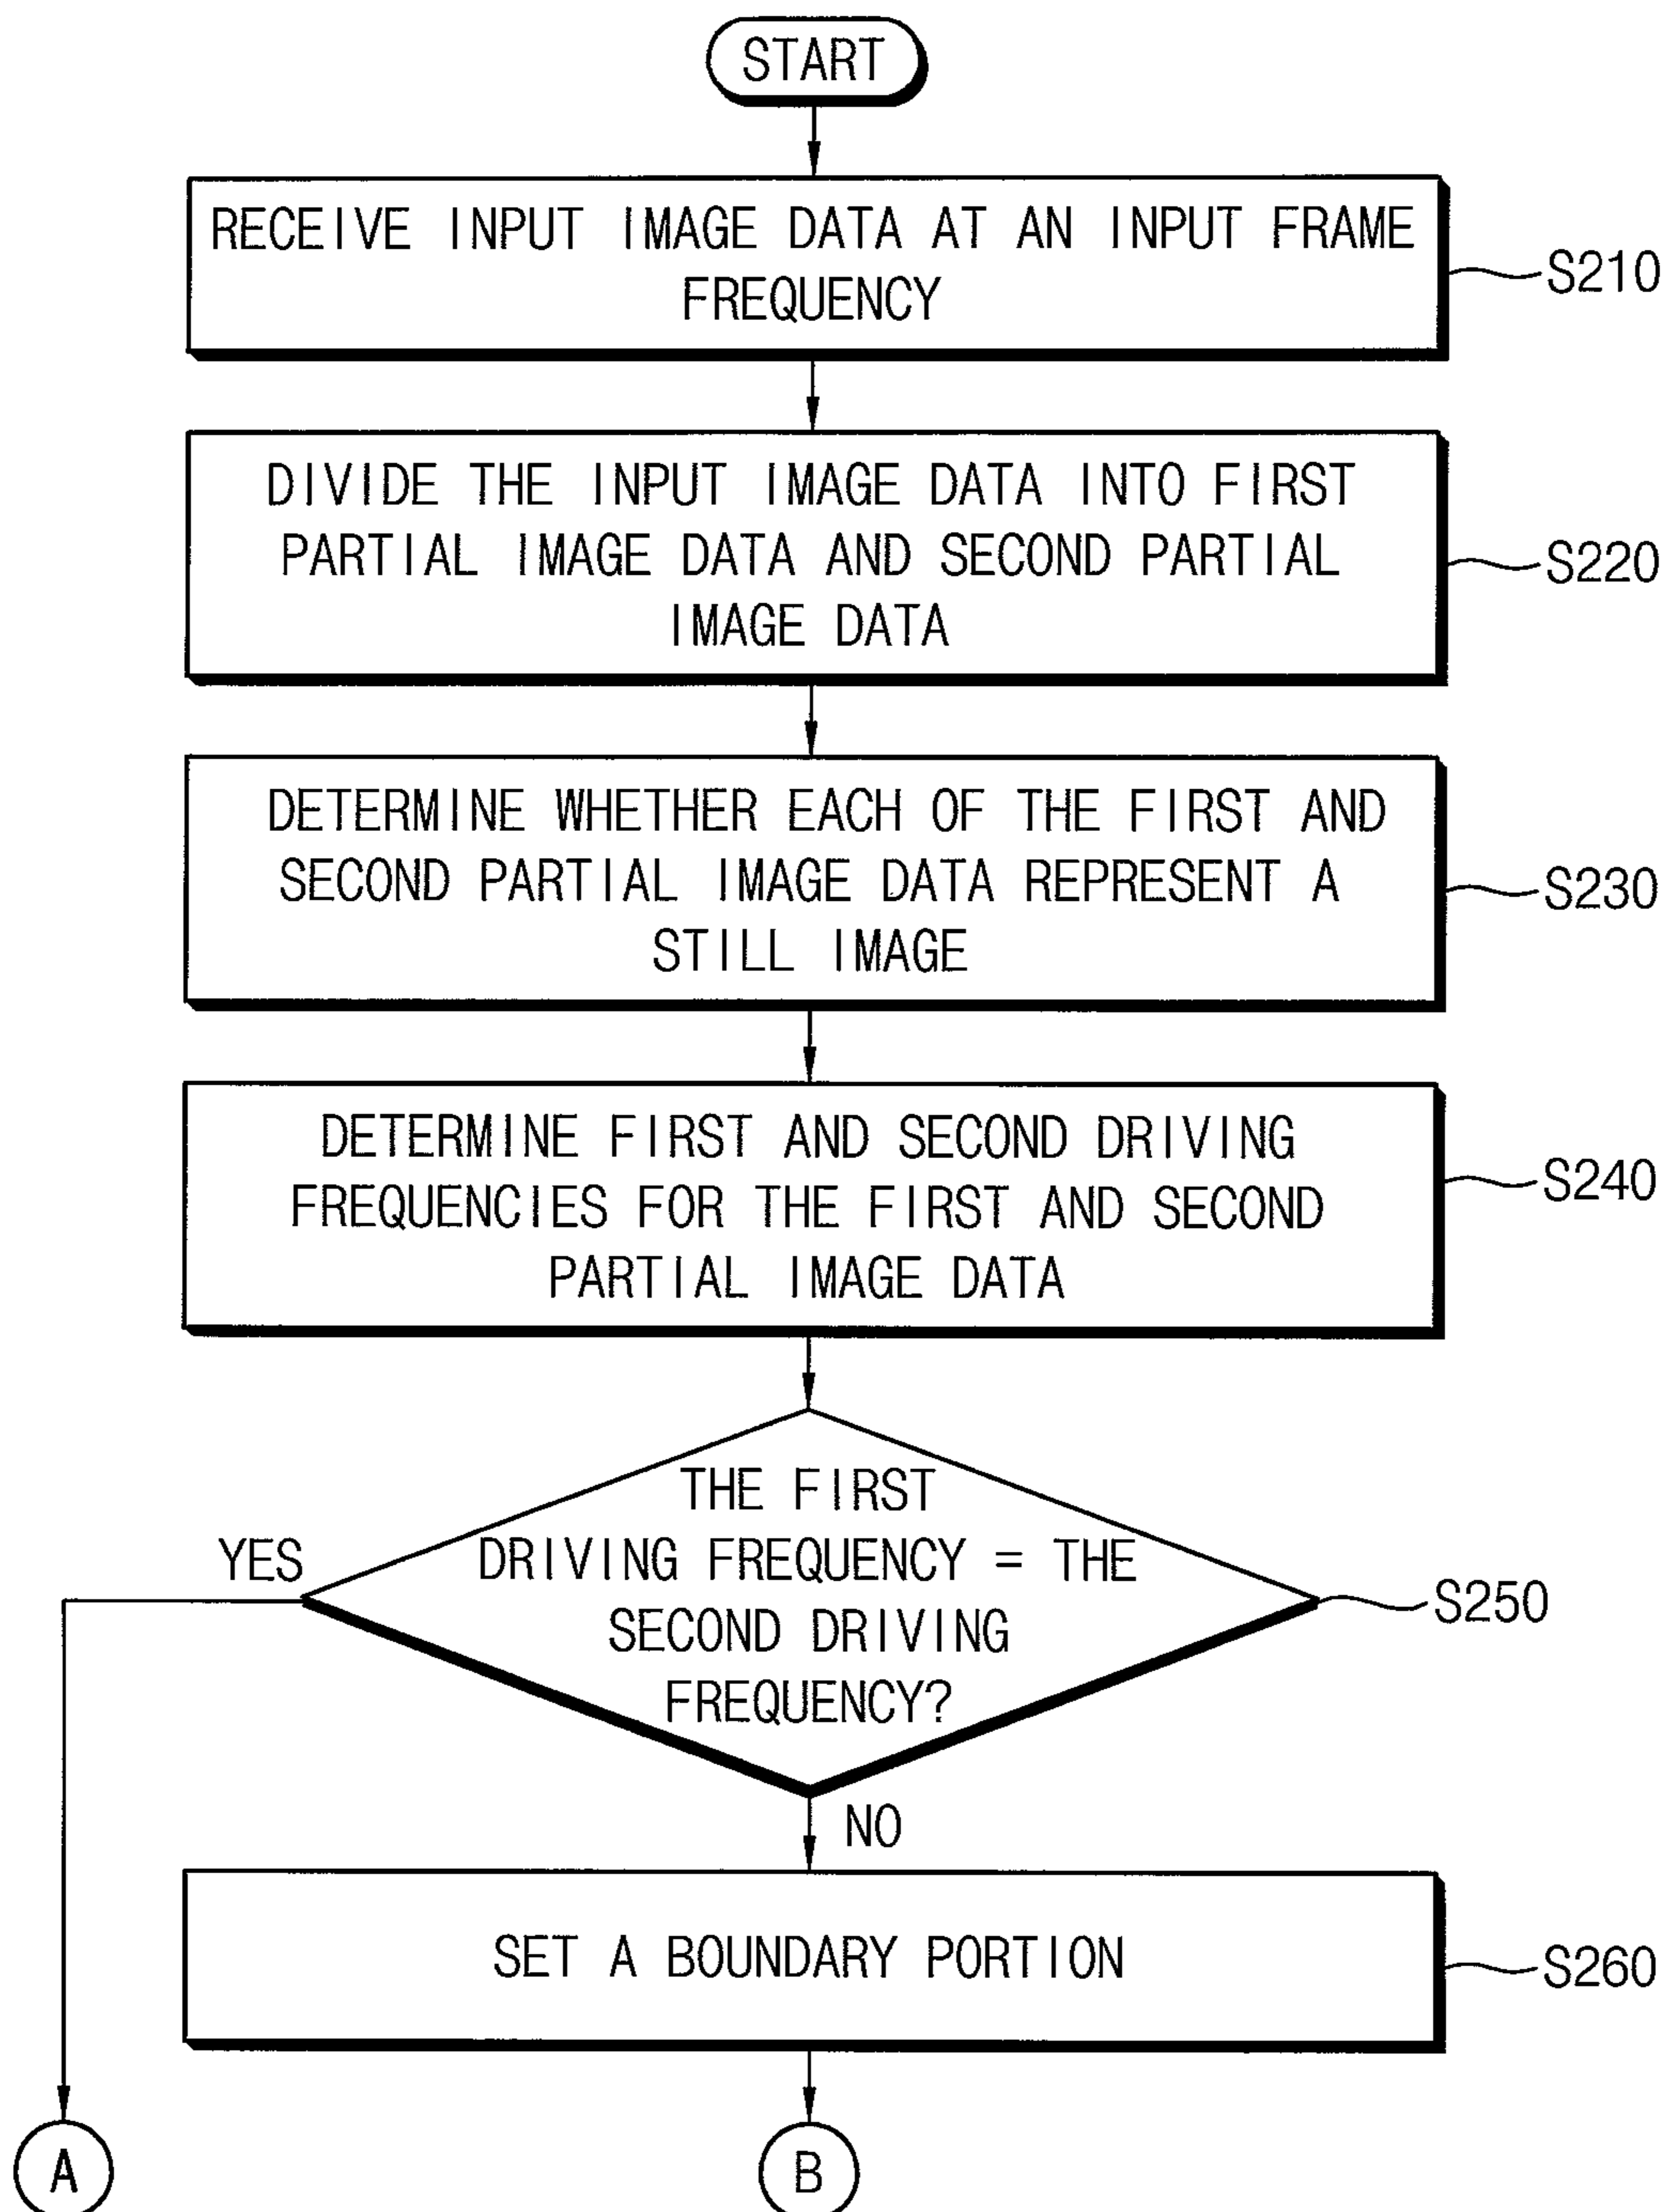 START
RECEIVE INPUT IMAGE DATA AT AN INPUT FRAME
FREQUENCY
S210
DIVIDE THE INPUT IMAGE DATA INTO FIRST
PARTIAL IMAGE DATA AND SECOND PARTIAL
IMAGE DATA
S220
DETERMINE WHETHER EACH OF THE FIRST AND
SECOND PARTIAL IMAGE DATA REPRESENT A
STILL IMAGE
S230
DETERMINE FIRST AND SECOND DRIVING
FREQUENCIES FOR THE FIRST AND SECOND
PARTIAL IMAGE DATA
S240
THE FIRST
DRIVING FREQUENCY = THE
SECOND DRIVING
FREQUENCY?
YES
S250
NO
SET A BOUNDARY PORTION
S260
A
B